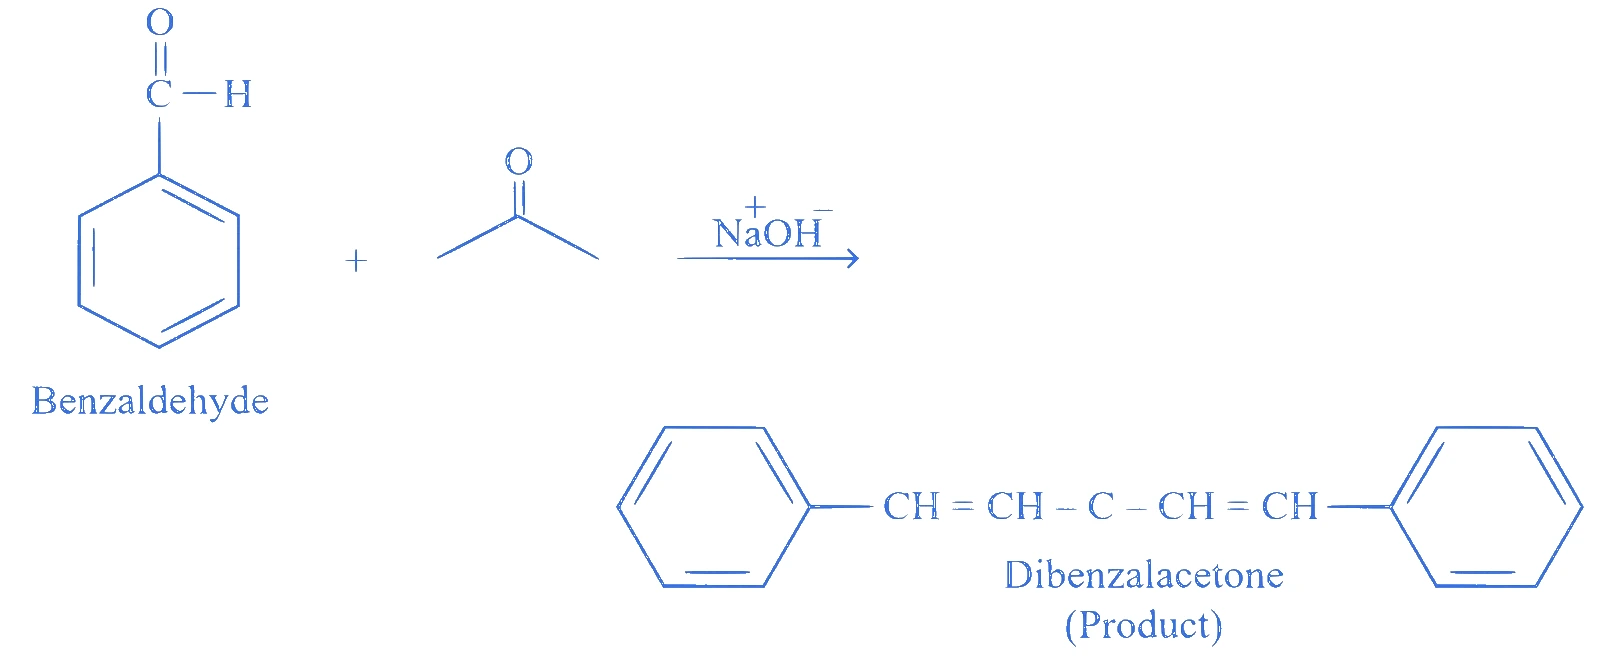 O
C — H
O
+
NaOH
+ −
Benzaldehyde
CH = CH – C – CH = CH
Dibenzalacetone
(Product)